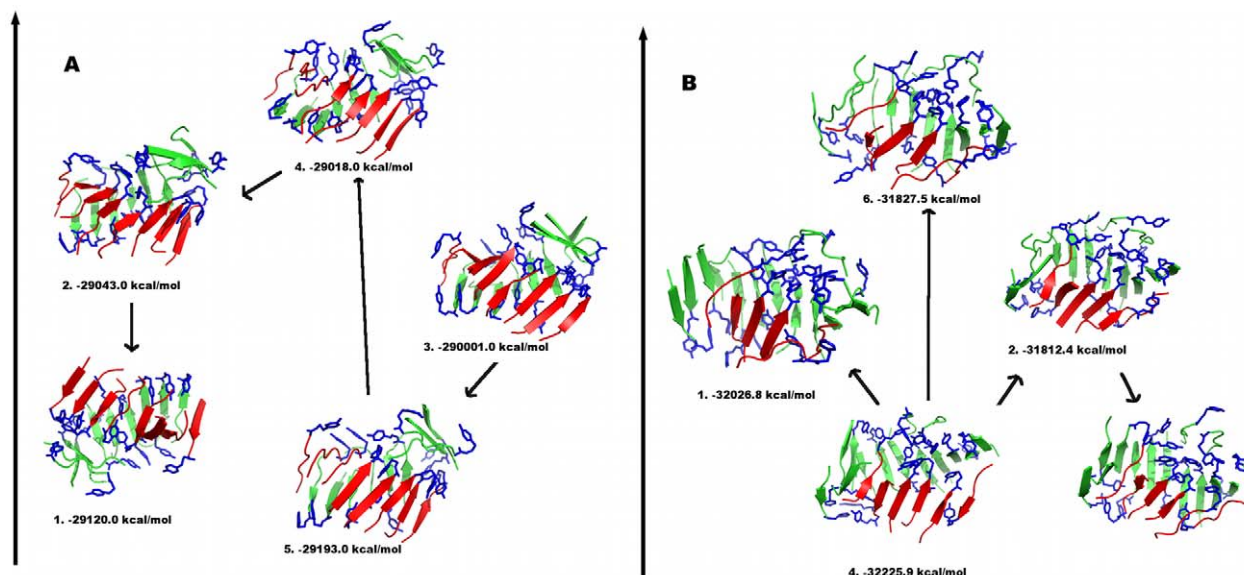 A
4. -29018.0 kcal/mol
2. -29043.0 kcal/mol
3. -290001.0 kcal/mol
1. -29120.0 kcal/mol
5. -29193.0 kcal/mol
B
6. -31827.5 kcal/mol
2. -31812.4 kcal/mol
1. -32026.8 kcal/mol
4. -32225.9 kcal/mol